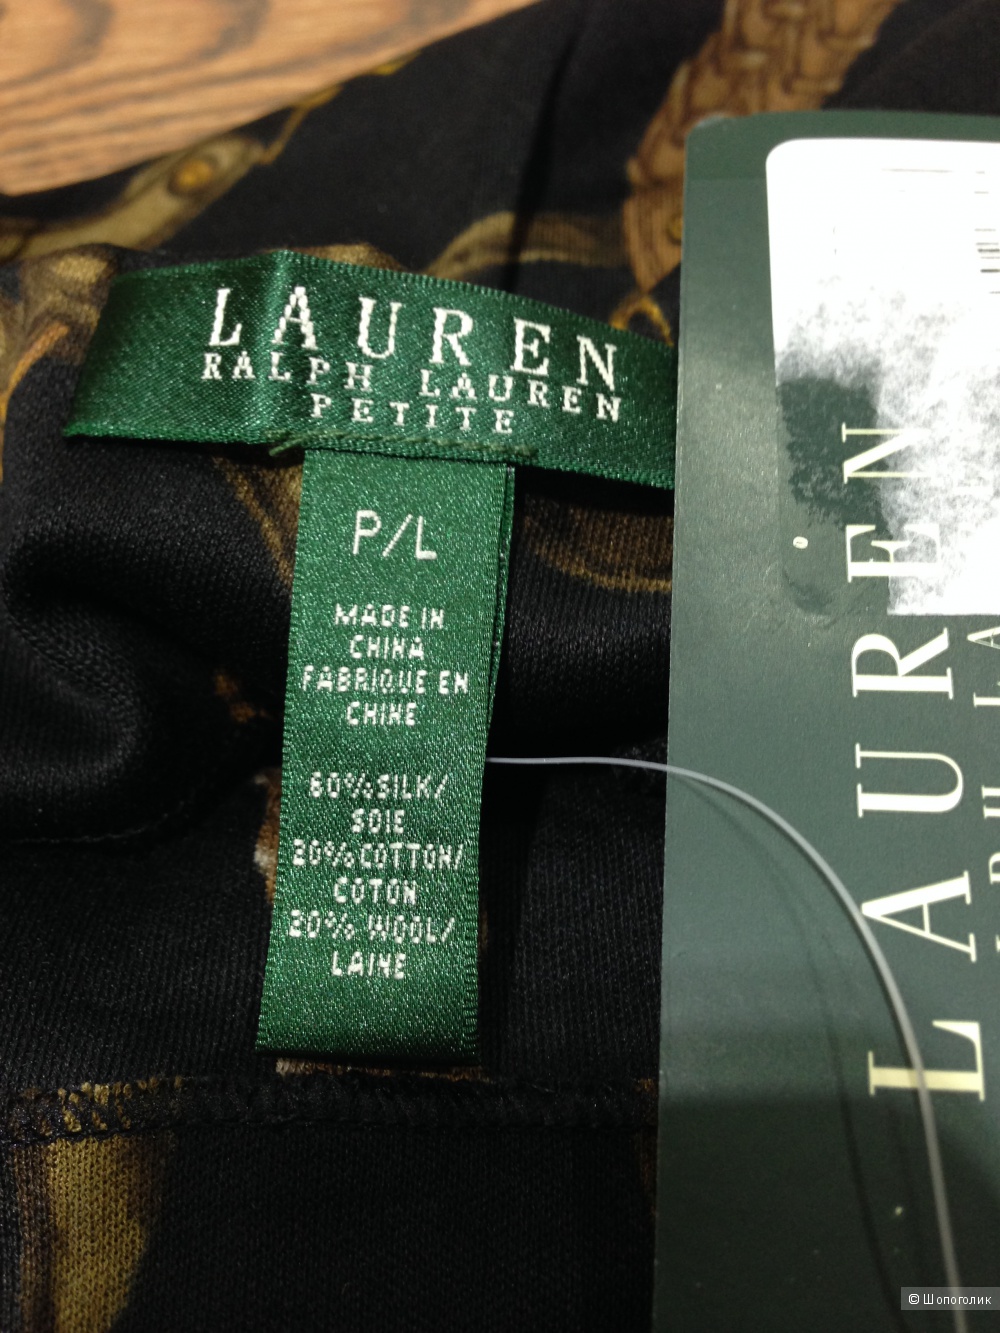 LAUREN
RALPH LAUREN
PETITE
P/L
MADE IN
CHINA
FABRIQUE EN
CHINE
60% SILK/
SOIE
20% COTTON/
COTON
20% WOOL/
LAINE
LAUREN
© Шопоголик